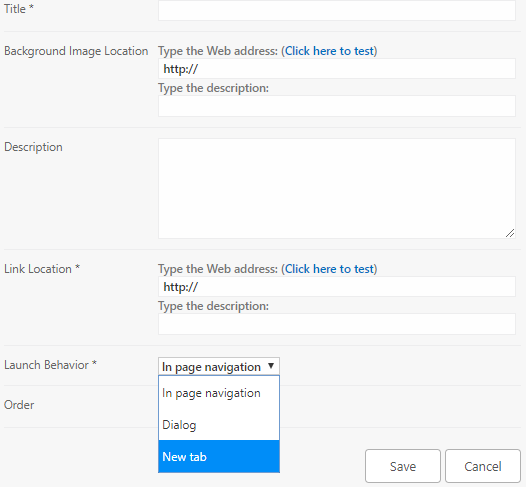 Title *
Background Image Location
Type the Web address: (Click here to test)
http://
Type the description:
Description
Link Location *
Type the Web address: (Click here to test)
http://
Type the description:
Launch Behavior *
In page navigation
In page navigation
Dialog
New tab
Order
Save
Cancel